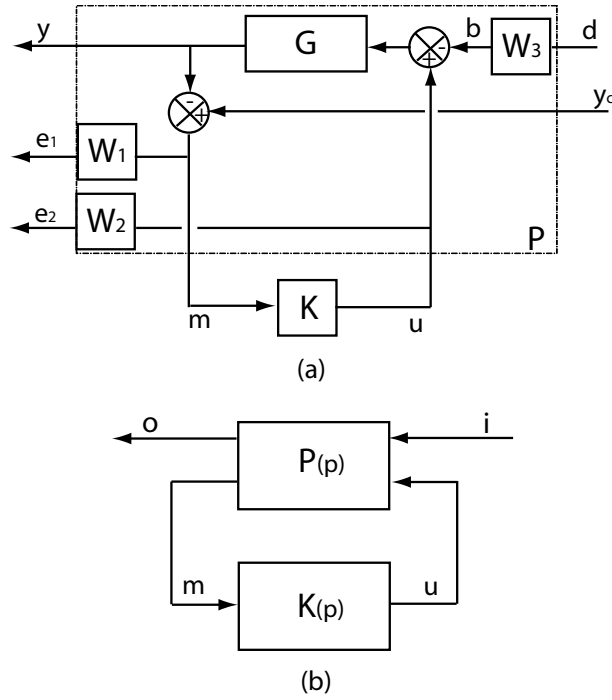 y G b W3 d
- + -
- + yc
e1 W1
e2 W2
P
m K u
(a)
o i
P(p)
m u
K(p)
(b)